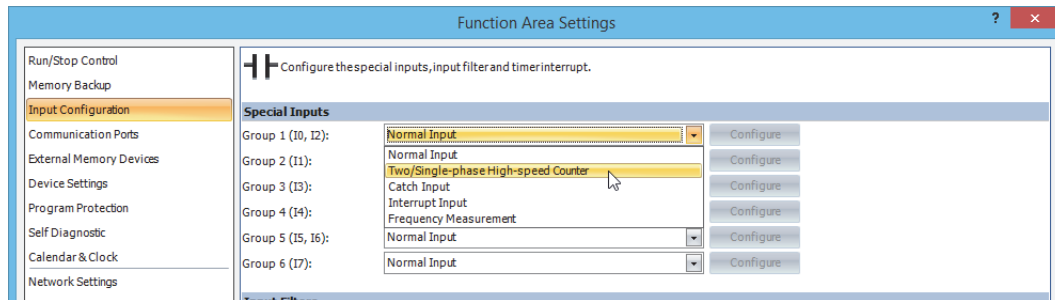 Function Area Settings
? ×
Run/Stop Control
Memory Backup
Input Configuration
Communication Ports
External Memory Devices
Device Settings
Program Protection
Self Diagnostic
Calendar & Clock
Network Settings
Configure the special inputs, input filter and timer interrupt.
Special Inputs
Group 1 (I0, I2): Normal Input Configure
Normal Input
Two/Single-phase High-speed Counter
Catch Input
Interrupt Input
Frequency Measurement
Group 2 (I1): Configure
Group 3 (I3): Configure
Group 4 (I4): Configure
Group 5 (I5, I6): Normal Input Configure
Group 6 (I7): Normal Input Configure
Input Filters